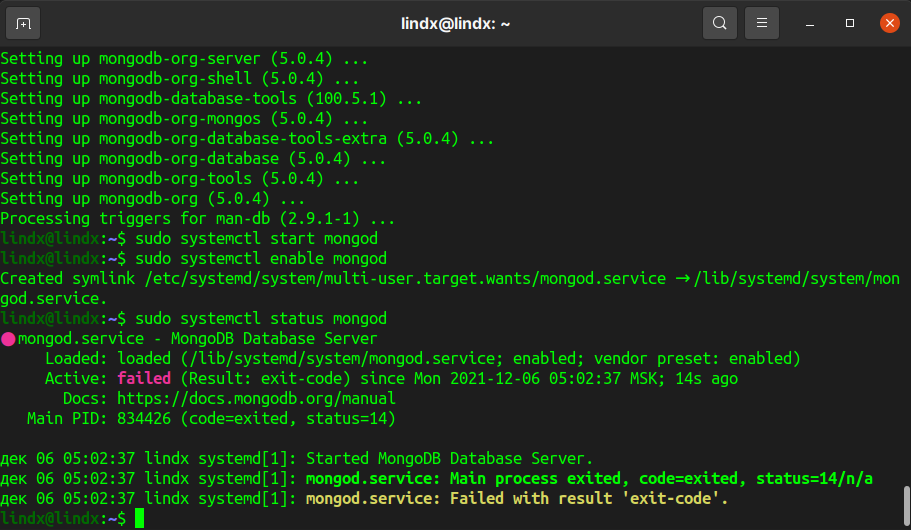 lindx@lindx: ~
Setting up mongodb-org-server (5.0.4) ...
Setting up mongodb-org-shell (5.0.4) ...
Setting up mongodb-database-tools (100.5.1) ...
Setting up mongodb-org-mongos (5.0.4) ...
Setting up mongodb-org-database-tools-extra (5.0.4) ...
Setting up mongodb-org-database (5.0.4) ...
Setting up mongodb-org-tools (5.0.4) ...
Setting up mongodb-org (5.0.4) ...
Processing triggers for man-db (2.9.1-1) ...
lindx@lindx:~$ sudo systemctl start mongod
lindx@lindx:~$ sudo systemctl enable mongod
Created symlink /etc/systemd/system/multi-user.target.wants/mongod.service → /lib/systemd/system/mon
god.service.
lindx@lindx:~$ sudo systemctl status mongod
● mongod.service - MongoDB Database Server
Loaded: loaded (/lib/systemd/system/mongod.service; enabled; vendor preset: enabled)
Active: failed (Result: exit-code) since Mon 2021-12-06 05:02:37 MSK; 14s ago
Docs: https://docs.mongodb.org/manual
Main PID: 834426 (code=exited, status=14)
дек 06 05:02:37 lindx systemd[1]: Started MongoDB Database Server.
дек 06 05:02:37 lindx systemd[1]: mongod.service: Main process exited, code=exited, status=14/n/a
дек 06 05:02:37 lindx systemd[1]: mongod.service: Failed with result 'exit-code'.
lindx@lindx:~$